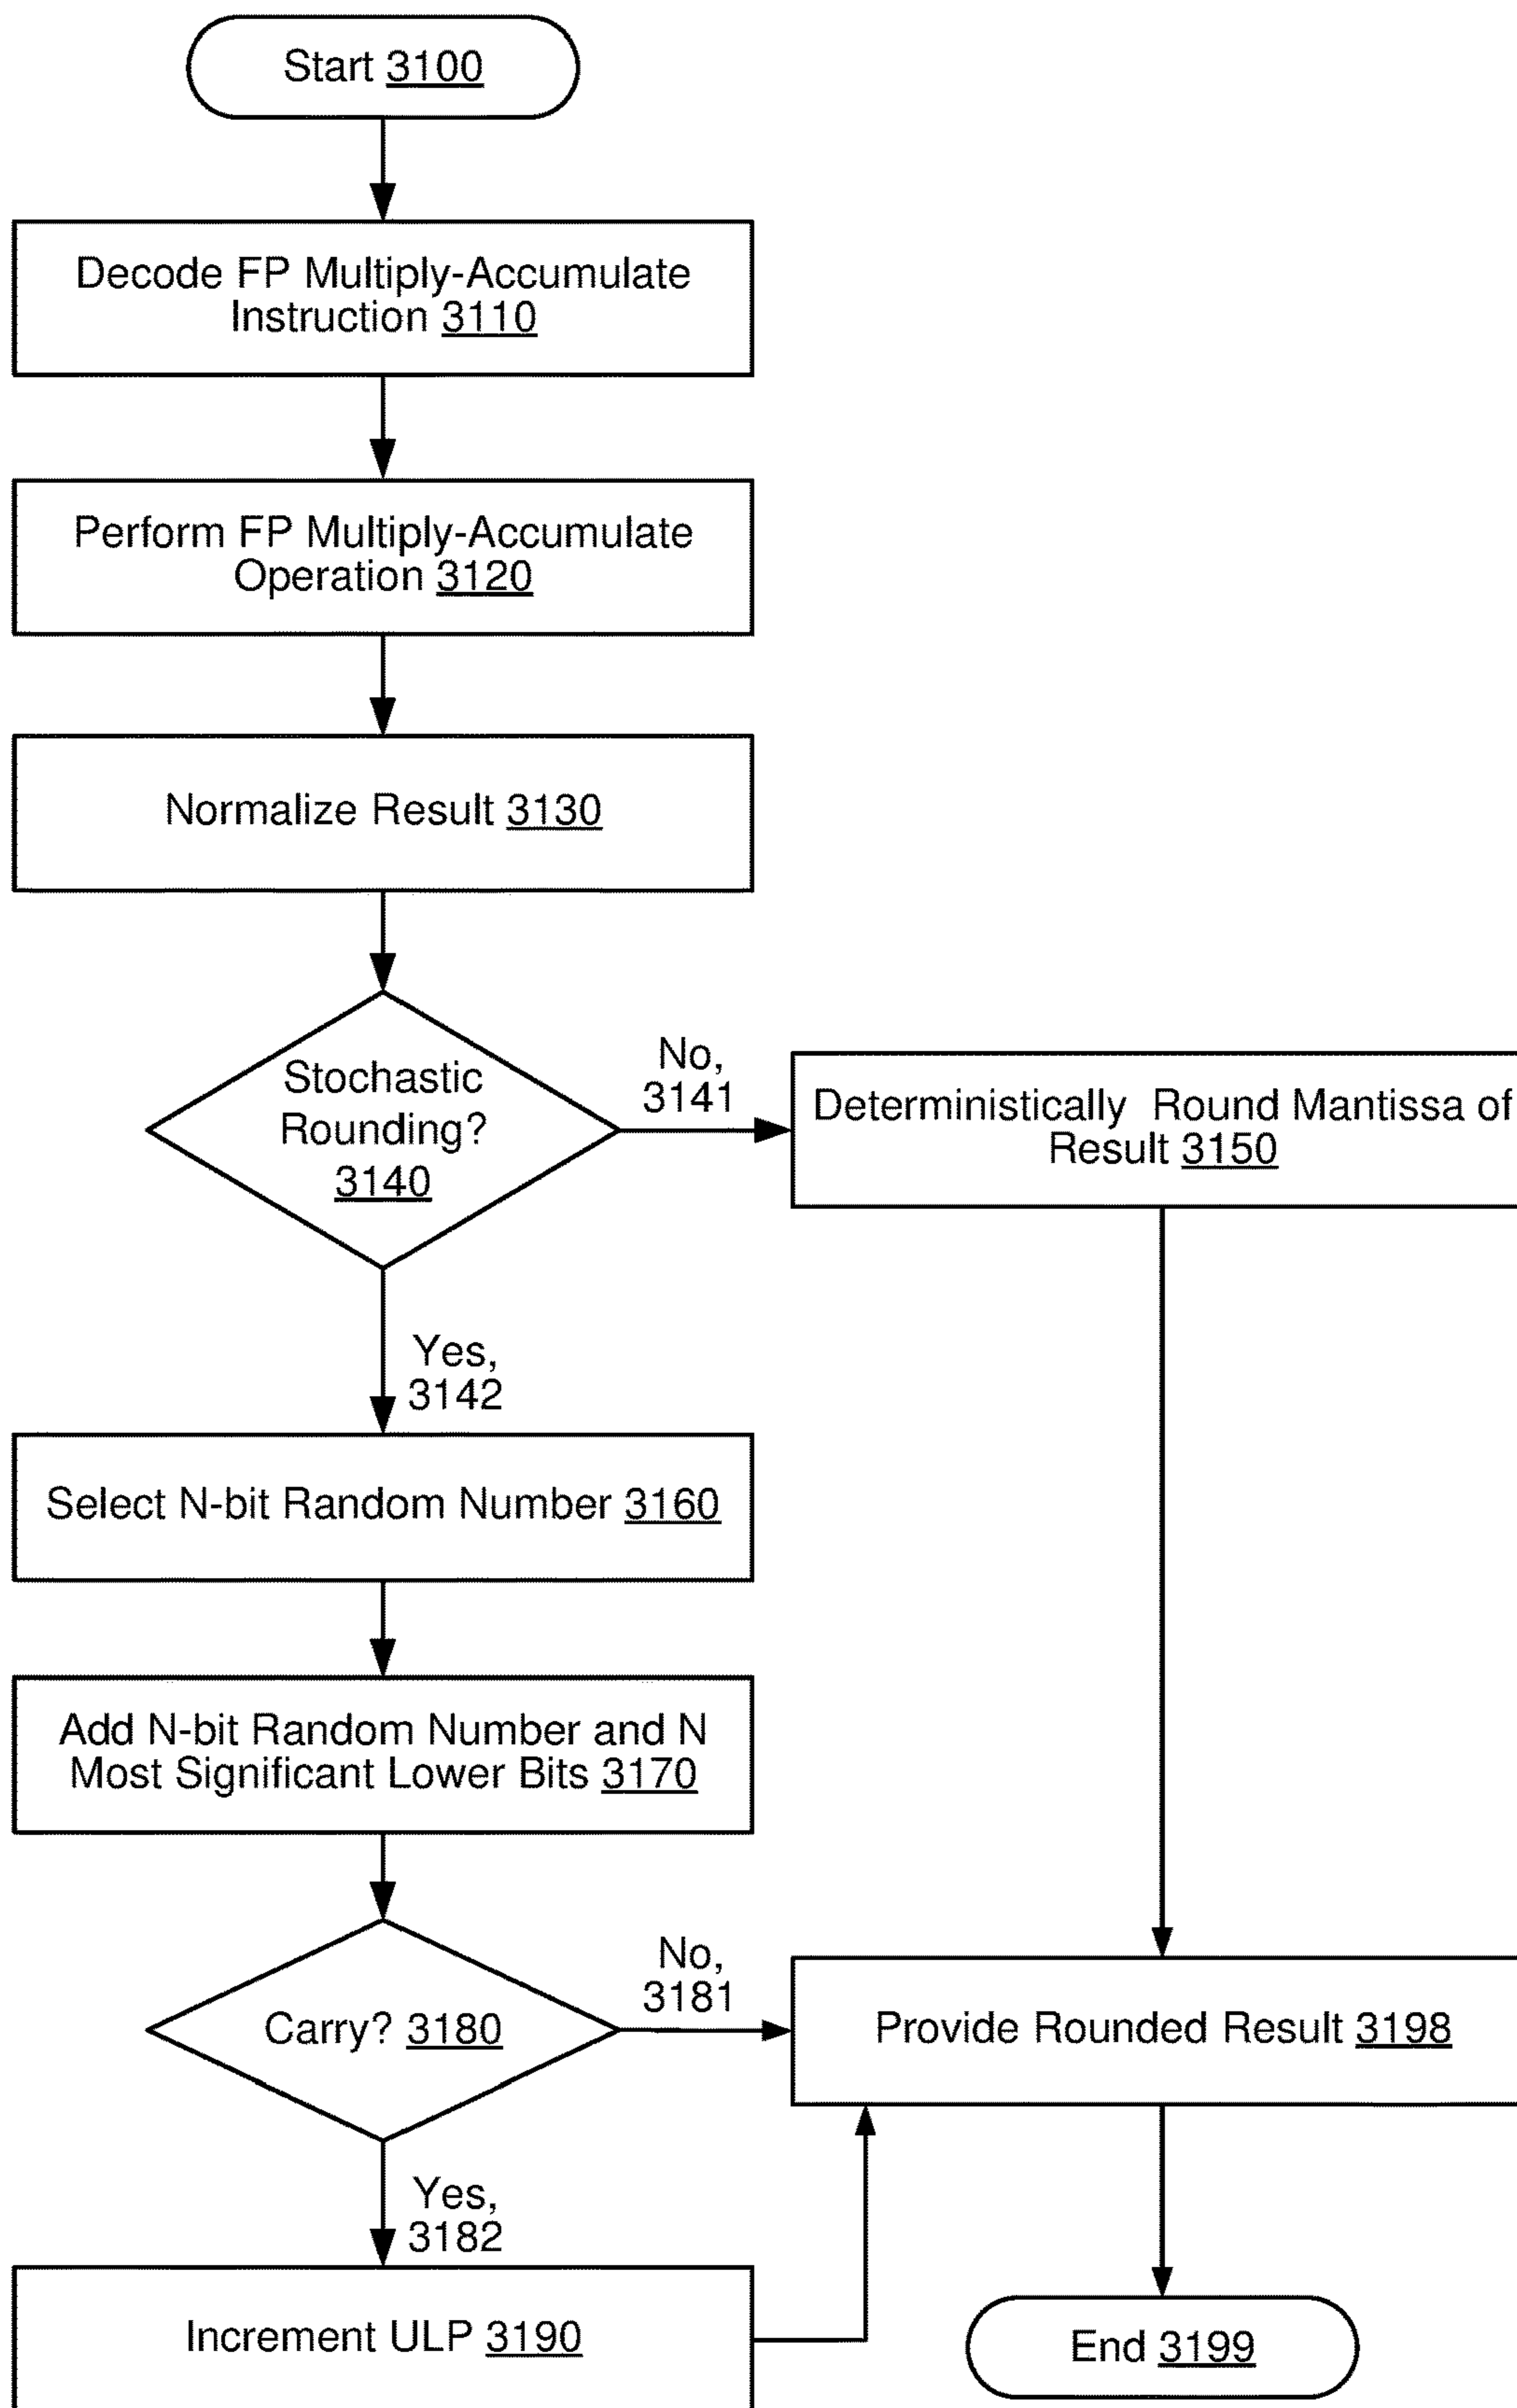 Start 3100
Decode FP Multiply-Accumulate
Instruction 3110
Perform FP Multiply-Accumulate
Operation 3120
Normalize Result 3130
Stochastic
Rounding?
3140
No,
3141
Deterministically Round Mantissa of
Result 3150
Yes,
3142
Select N-bit Random Number 3160
Add N-bit Random Number and N
Most Significant Lower Bits 3170
Carry? 3180
No,
3181
Provide Rounded Result 3198
Yes,
3182
Increment ULP 3190
End 3199